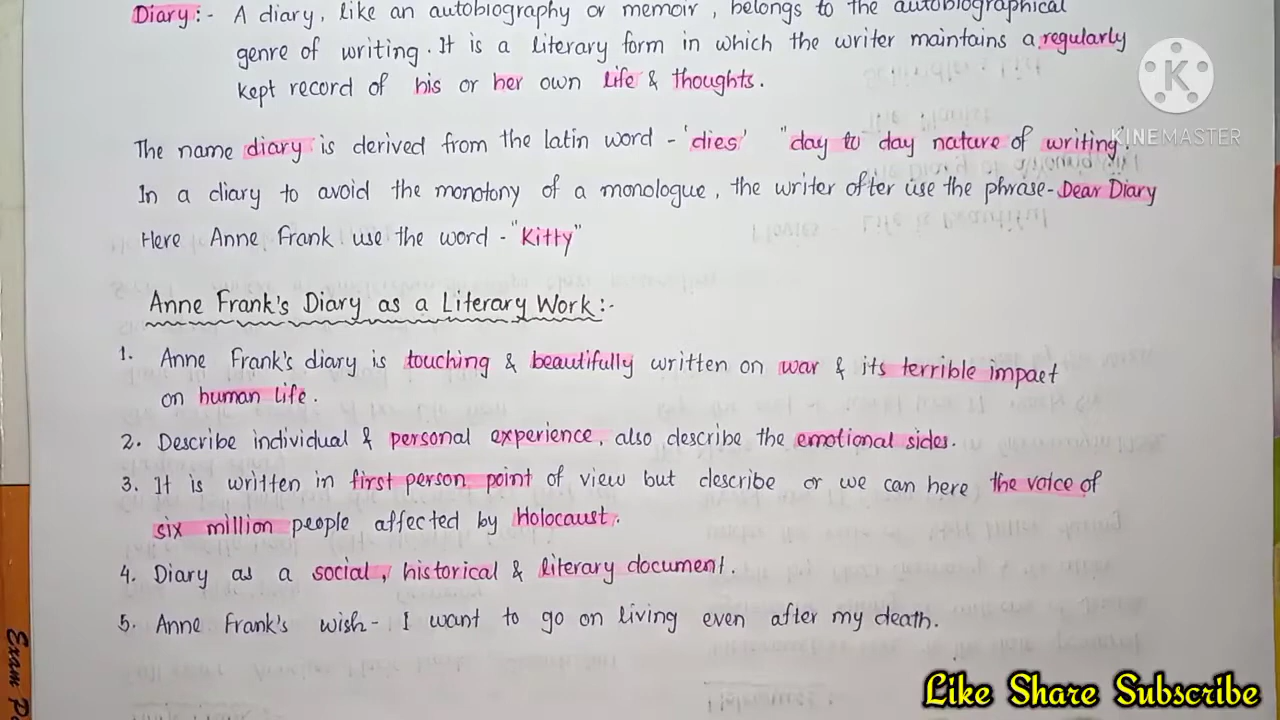 Diary:- A diary, like an autobiography or memoir, belongs to the autobiographical
genre of writing. It is a literary form in which the writer maintains a regularly
kept record of his or her own life & thoughts.
K
KINEMASTER
The name diary is derived from the latin word - 'dies' "day to day nature of writing".
In a diary to avoid the monotony of a monologue, the writer ofter use the phrase- Dear Diary
Here Anne Frank use the word - "Kitty"
Anne Frank's Diary as a Literary Work:-
1. Anne Frank's diary is touching & beautifully written on war & its terrible impact
on human life.
2. Describe individual & personal experience, also describe the emotional sides.
3. It is written in first person point of view but describe or we can here the voice of
six million people affected by Holocaust.
4. Diary as a social, historical & literary document.
5. Anne Frank's wish- I want to go on living even after my death.
Exam
Like Share Subscribe